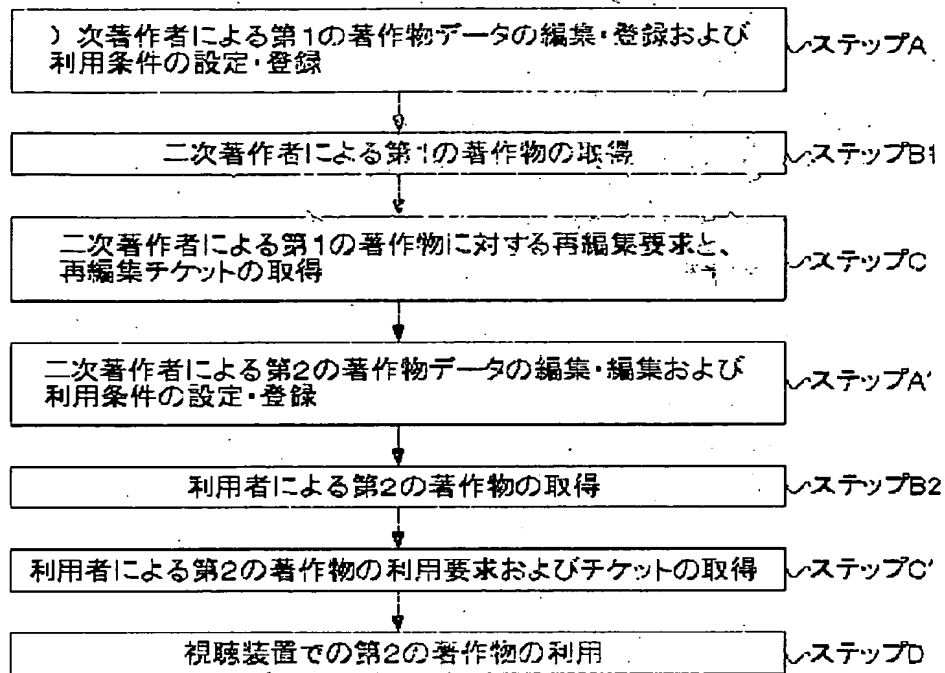 ）次著作者による第1の著作物データの編集・登録および
利用条件の設定・登録
ステップA
二次著作者による第1の著作物の取得
ステップB1
二次著作者による第1の著作物に対する再編集要求と、
再編集チケットの取得
ステップC
二次著作者による第2の著作物データの編集・編集および
利用条件の設定・登録
ステップA'
利用者による第2の著作物の取得
ステップB2
利用者による第2の著作物の利用要求およびチケットの取得
ステップC'
視聴装置での第2の著作物の利用
ステップD